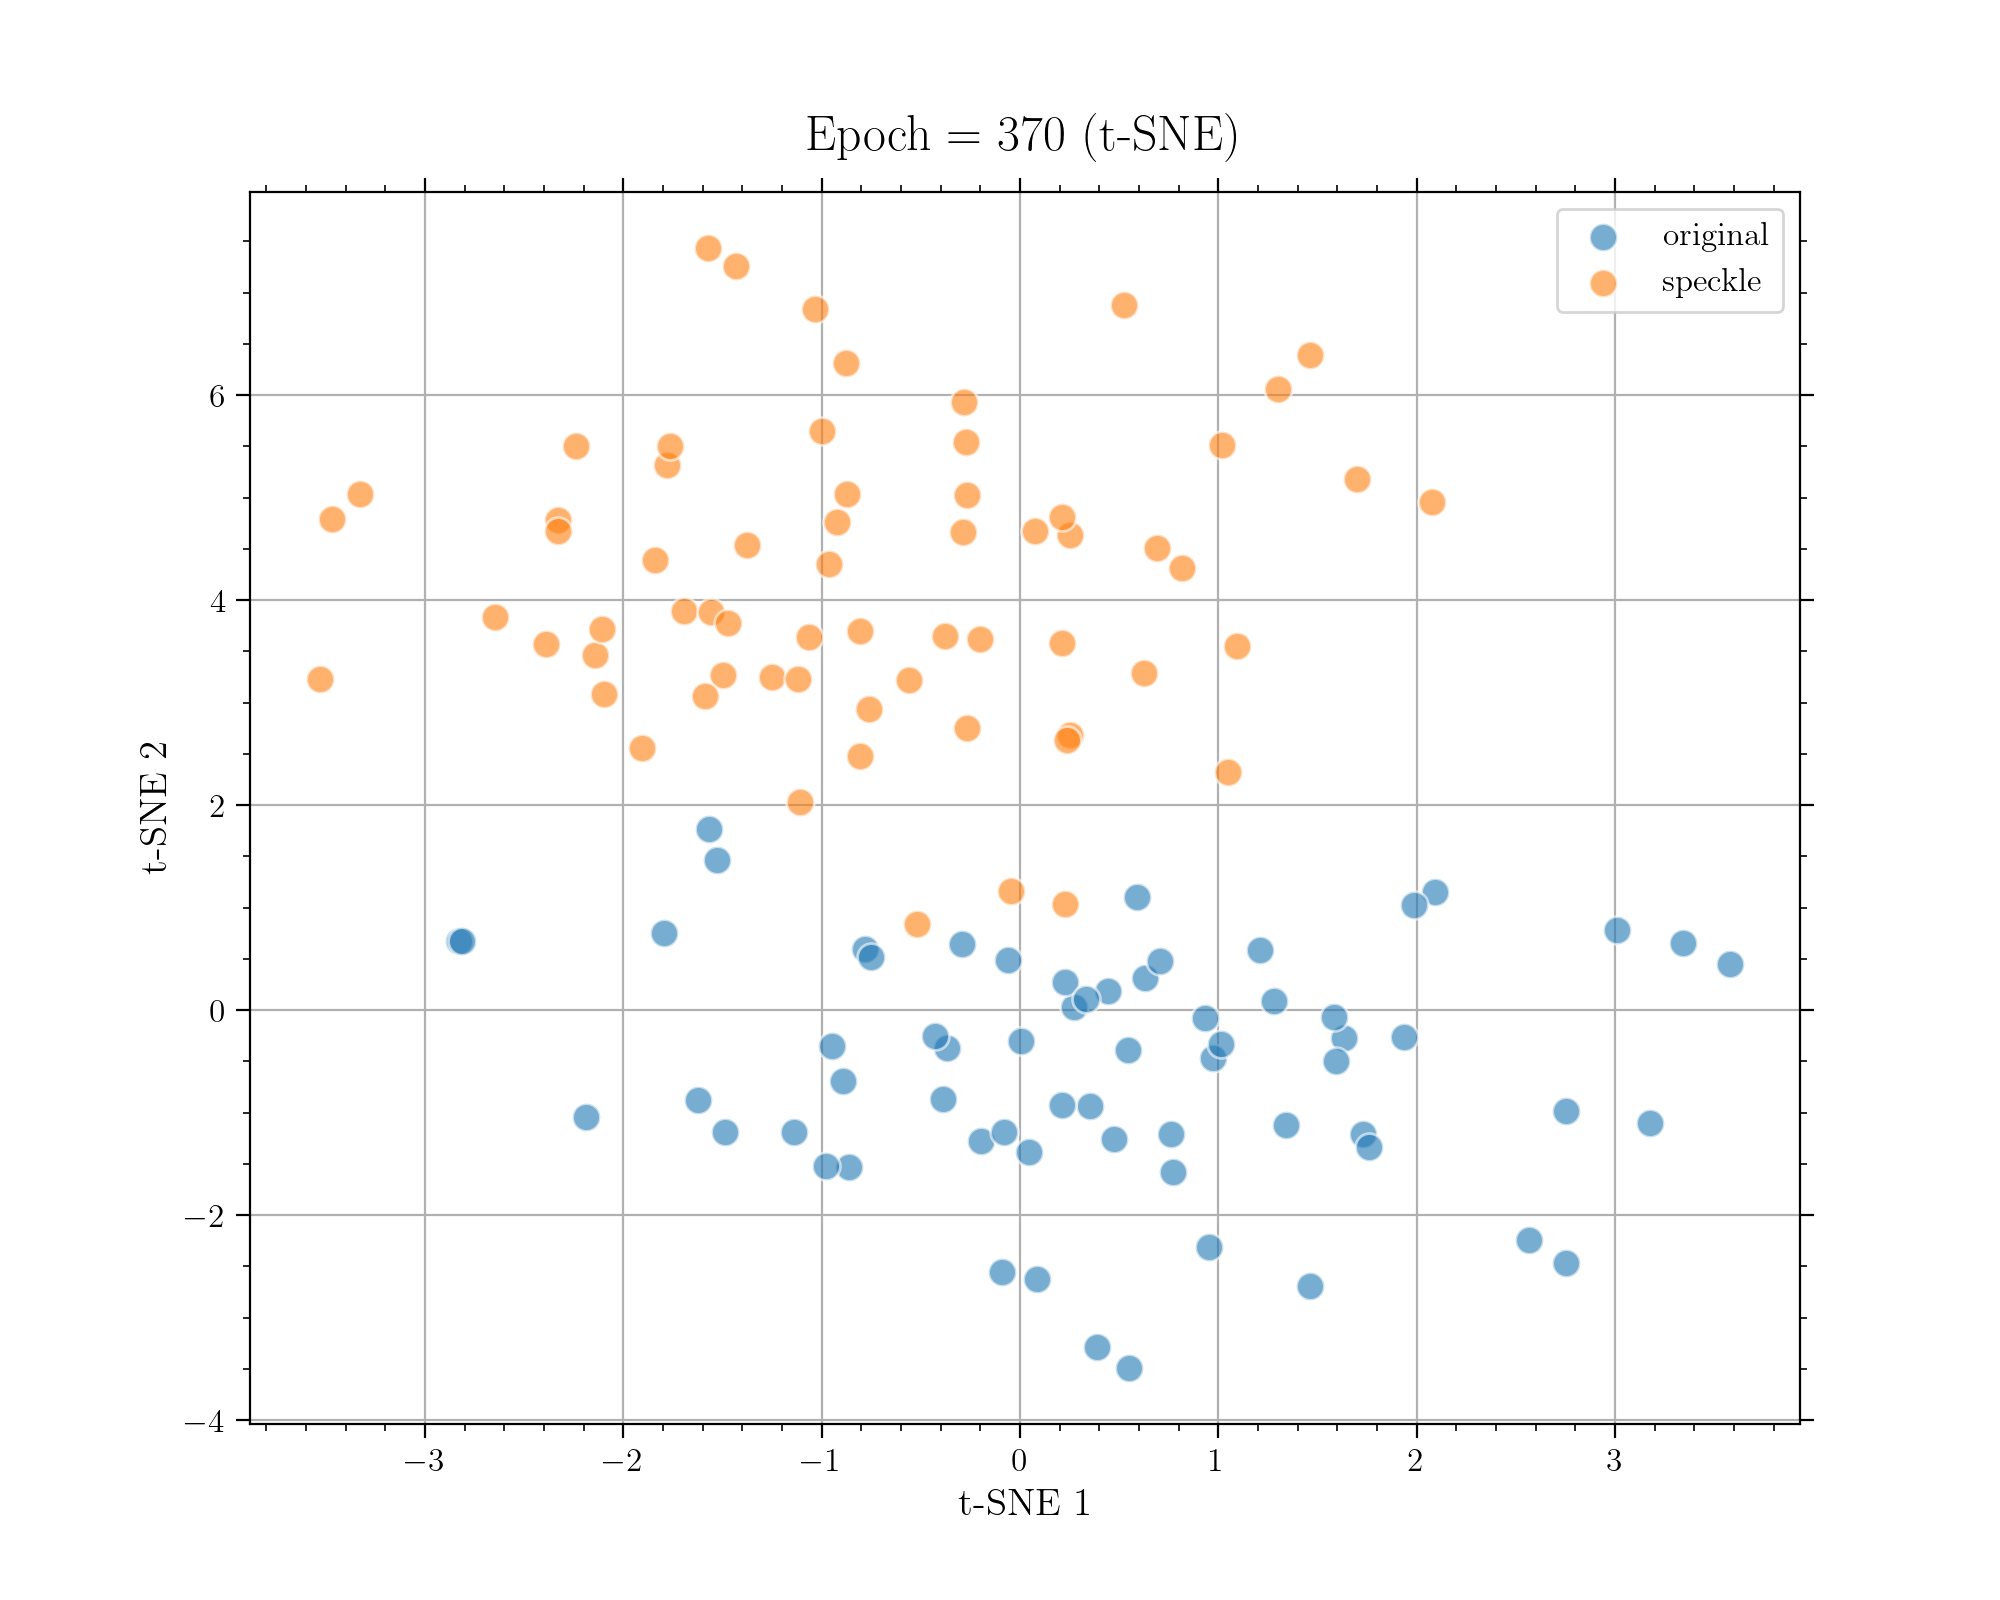 Epoch = 370 (t-SNE)
original
speckle
6
4
2
0
−2
−4
t-SNE 2
−3 −2 −1 0 1 2 3
t-SNE 1